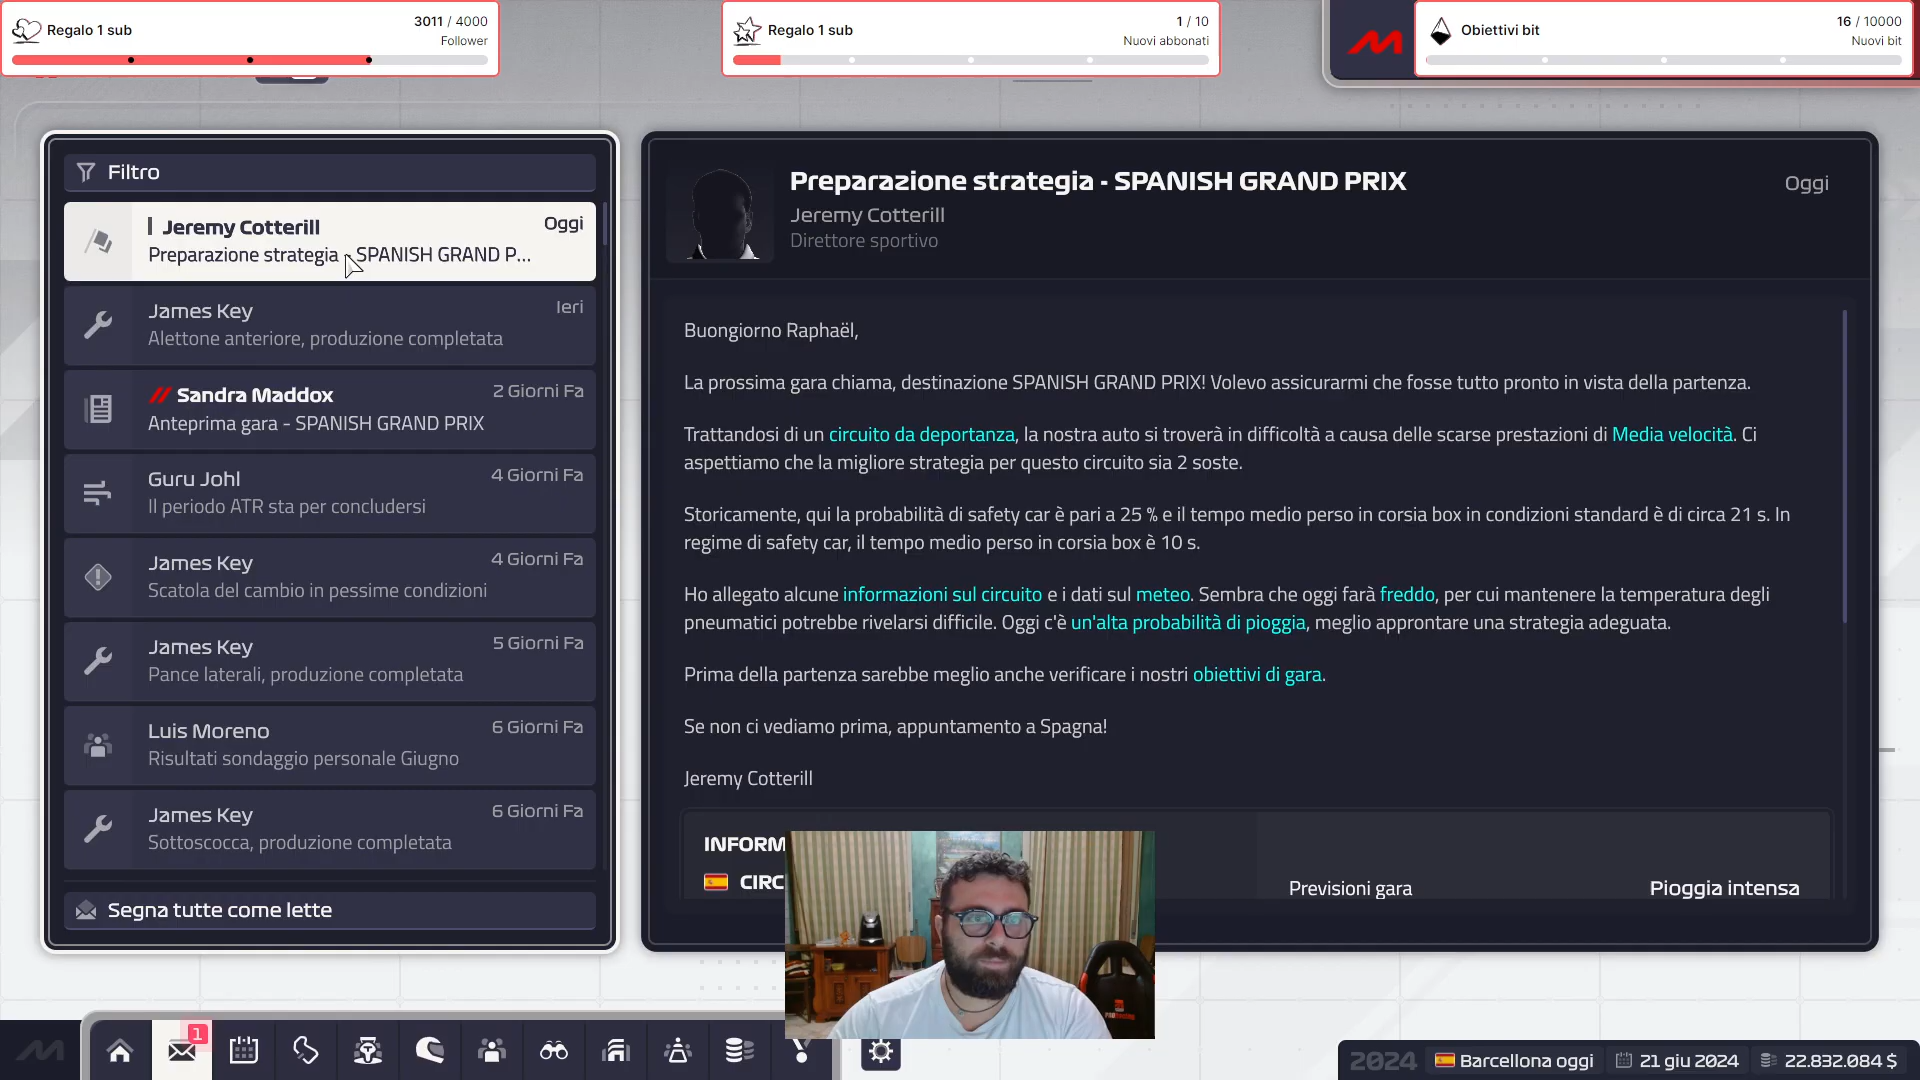 Regalo 1 sub
3011 / 4000
Follower
Regalo 1 sub
1 / 10
Nuovi abbonati
Obiettivi bit
16 / 10000
Nuovi bit
Filtro
Jeremy Cotterill
Oggi
Preparazione strategia - SPANISH GRAND P...
James Key
Ieri
Alettone anteriore, produzione completata
Sandra Maddox
2 Giorni Fa
Anteprima gara - SPANISH GRAND PRIX
Guru Johl
4 Giorni Fa
Il periodo ATR sta per concludersi
James Key
4 Giorni Fa
Scatola del cambio in pessime condizioni
James Key
5 Giorni Fa
Pance laterali, produzione completata
Luis Moreno
6 Giorni Fa
Risultati sondaggio personale Giugno
James Key
6 Giorni Fa
Sottoscocca, produzione completata
Segna tutte come lette
Preparazione strategia - SPANISH GRAND PRIX
Oggi
Jeremy Cotterill
Direttore sportivo
Buongiorno Raphaël,
La prossima gara chiama, destinazione SPANISH GRAND PRIX! Volevo assicurarmi che fosse tutto pronto in vista della partenza.
Trattandosi di un circuito da deportanza, la nostra auto si troverà in difficoltà a causa delle scarse prestazioni di Media velocità. Ci
aspettiamo che la migliore strategia per questo circuito sia 2 soste.
Storicamente, qui la probabilità di safety car è pari a 25 % e il tempo medio perso in corsia box in condizioni standard è di circa 21 s. In
regime di safety car, il tempo medio perso in corsia box è 10 s.
Ho allegato alcune informazioni sul circuito e i dati sul meteo. Sembra che oggi farà freddo, per cui mantenere la temperatura degli
pneumatici potrebbe rivelarsi difficile. Oggi c'è un'alta probabilità di pioggia, meglio approntare una strategia adeguata.
Prima della partenza sarebbe meglio anche verificare i nostri obiettivi di gara.
Se non ci vediamo prima, appuntamento a Spagna!
Jeremy Cotterill
INFORM
CIRC
Previsioni gara
Pioggia intensa
1
2024
Barcellona oggi
21 giu 2024
22.832.084 $